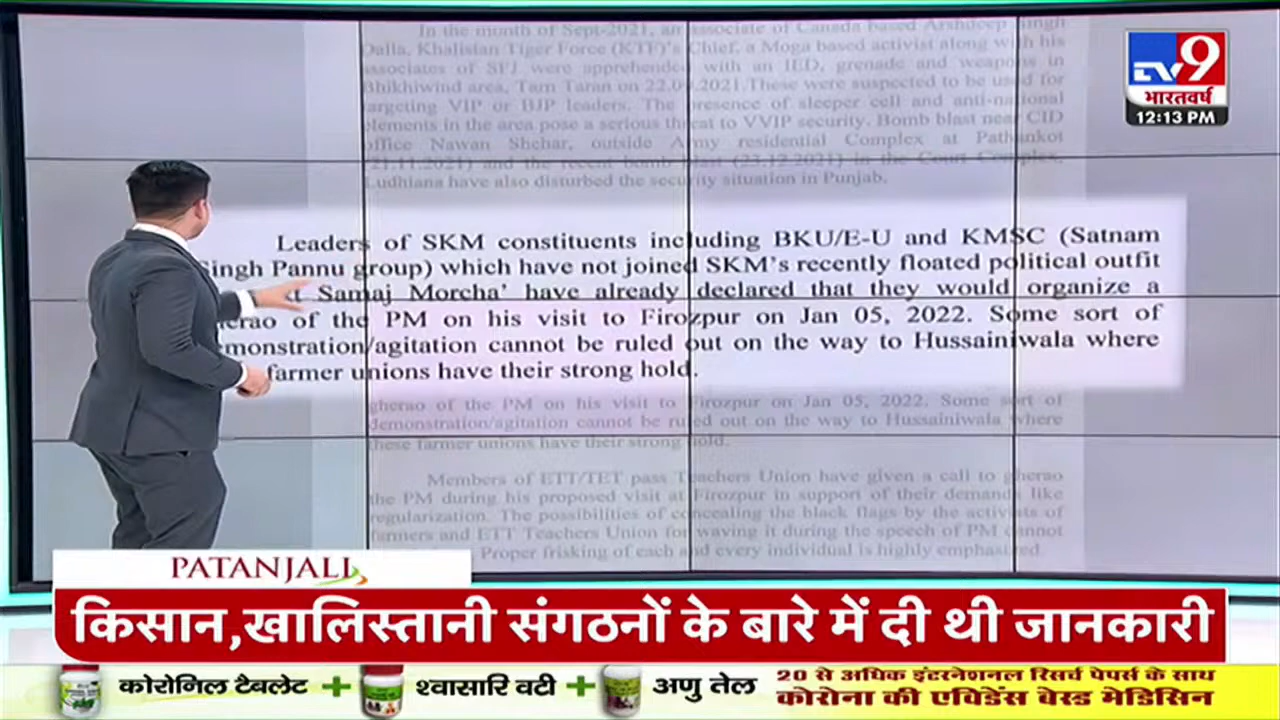 In the month of Sept-2021, an associate of Canada based Arshdeep Singh
Dalla, Khalistan Tiger Force (KTF)'s Chief, a Moga based activist along with his
associates of SFJ were apprehended with an IED, grenade and weapons in
Bhikhiwind area, Tarn Taran on 22.09.2021.These were suspected to be used for
targeting VIP or BJP leaders. The presence of sleeper cell and anti-national
elements in the area pose a serious threat to VVIP security. Bomb blast near CID
office Nawan Shehar, outside Army residential Complex at Pathankot
(21.11.2021) and the recent bomb blast (23.12.2021) in the Court Complex,
Ludhiana have also disturbed the security situation in Punjab.
TV9
भारतवर्ष
12:13 PM
Leaders of SKM constituents including BKU/E-U and KMSC (Satnam
Singh Pannu group) which have not joined SKM's recently floated political outfit
Samaj Morcha' have already declared that they would organize a
gherao of the PM on his visit to Firozpur on Jan 05, 2022. Some sort of
demonstration/agitation cannot be ruled out on the way to Hussainiwala where
farmer unions have their strong hold.
gherao of the PM on his visit to Firozpur on Jan 05, 2022. Some sort of
demonstration/agitation cannot be ruled out on the way to Hussainiwala where
these farmer unions have their strong hold.
Members of ETT/TET pass Teachers Union have given a call to gherao
the PM during his proposed visit at Firozpur in support of their demands like
regularization. The possibilities of concealing the black flags by the activists of
farmers and ETT Teachers Union for waving it during the speech of PM cannot
Proper frisking of each and every individual is highly emphasized.
PATANJALI
किसान,खालिस्तानी संगठनों के बारे में दी थी जानकारी
कोरोनिल टैबलेट + श्वासारि वटी + अणु तेल
20 से अधिक इंटरनेशनल रिसर्च पेपर्स के साथ
कोरोना की एविडेंस बेस्ड मेडिसिन